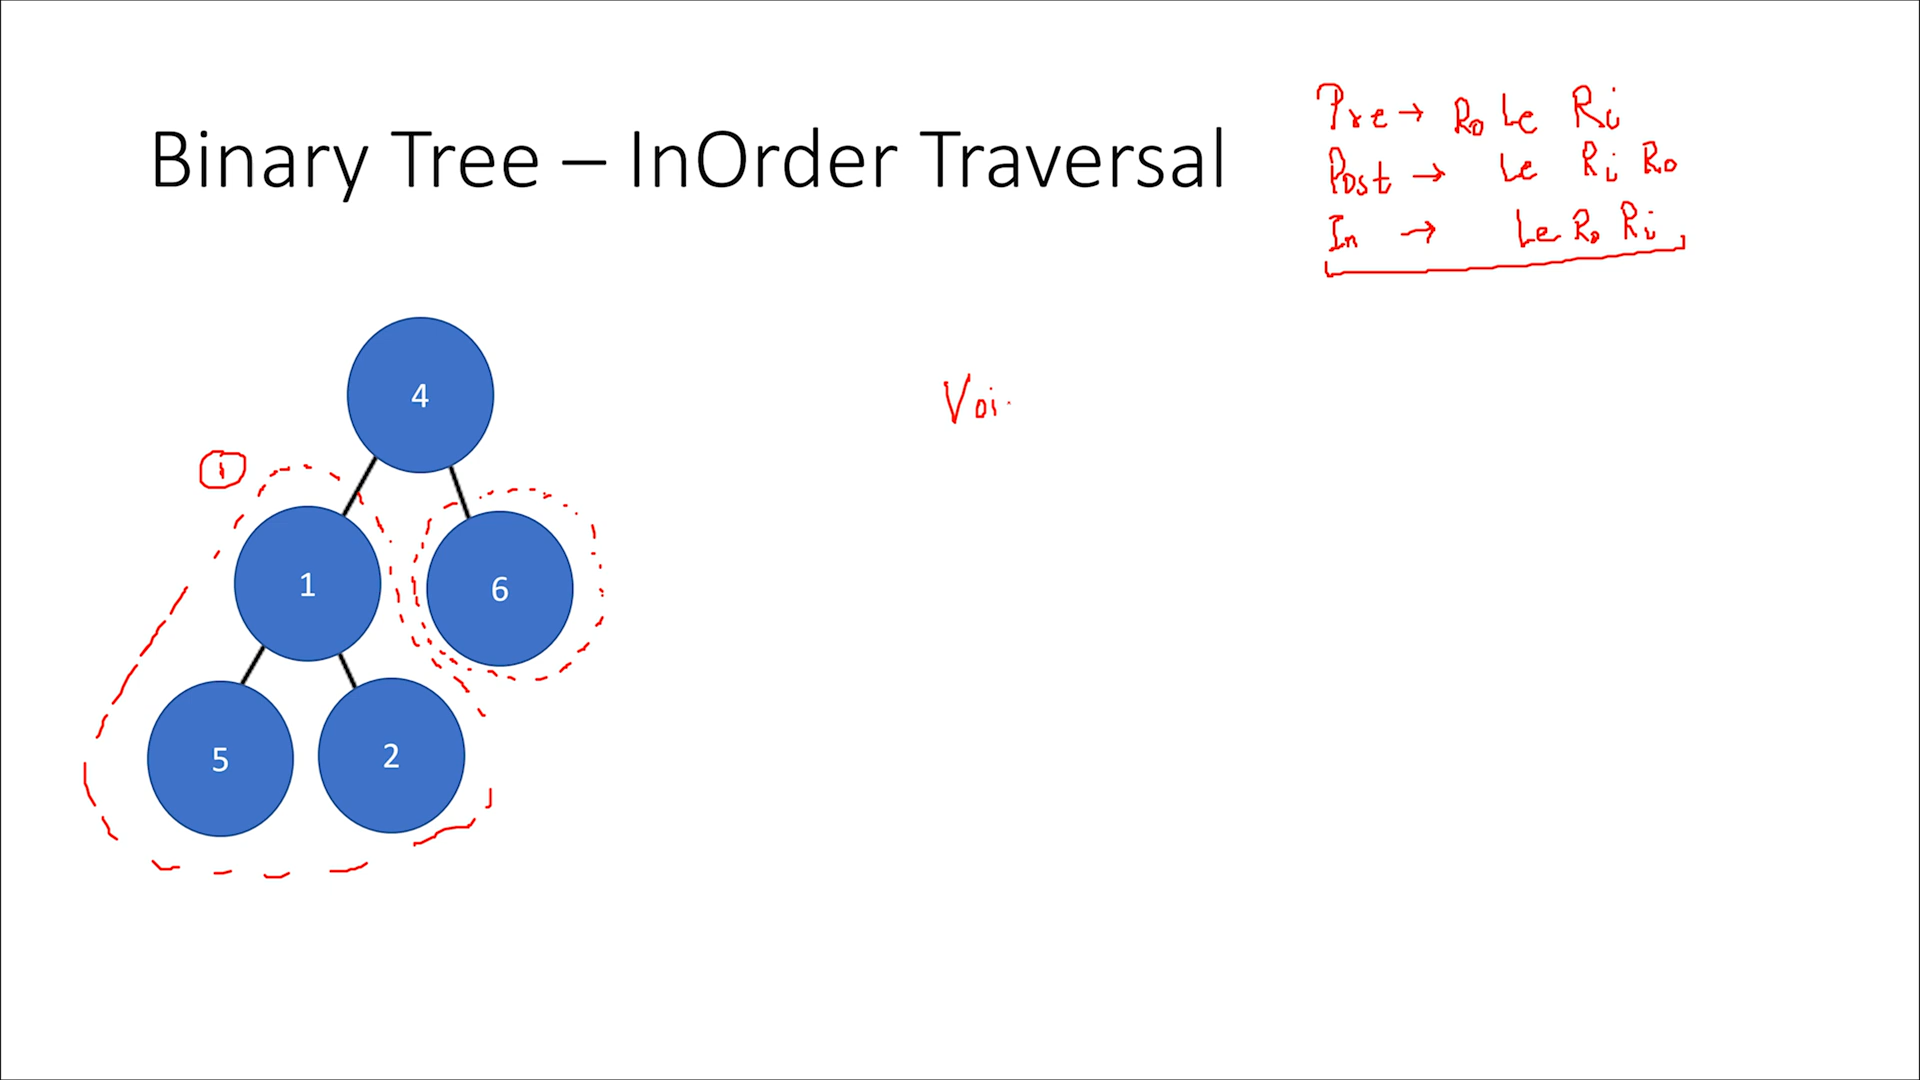 Binary Tree – InOrder Traversal
Pre → Ro Le Ri
Post → Le Ri Ro
In → Le Ro Ri
Voi
4
1
1
6
5
2